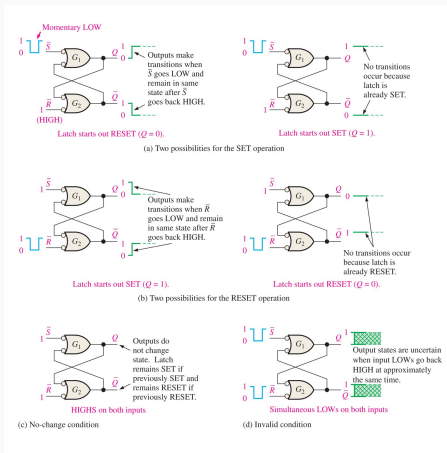 Momentary LOW
1
0
S̄
G₁
Q
1
0
Outputs make
transitions when
S̄ goes LOW and
remain in same
state after S̄
goes back HIGH.
1
R̄
(HIGH)
G₂
Q̄
1
0
Latch starts out RESET (Q = 0).
1
0
S̄
G₁
1
Q
No transitions
occur because
latch is
already SET.
1
R̄
G₂
Q̄
0
Latch starts out SET (Q = 1).
(a) Two possibilities for the SET operation
1
S̄
G₁
Q
1
0
Outputs make
transitions when R̄
goes LOW and remain
in same state after R̄
goes back HIGH.
1
0
R̄
G₂
Q̄
1
0
Latch starts out SET (Q = 1).
1
S̄
G₁
Q
0
1
0
R̄
G₂
Q̄
1
No transitions occur
because latch is
already RESET.
Latch starts out RESET (Q = 0).
(b) Two possibilities for the RESET operation
1
S̄
G₁
Q
Outputs do
not change
state. Latch
remains SET if
previously SET and
remains RESET if
previously RESET.
1
R̄
G₂
Q̄
HIGHS on both inputs
(c) No-change condition
1
0
S̄
G₁
Q
1
Output states are uncertain
when input LOWs go back
HIGH at approximately
the same time.
1
0
R̄
G₂
1
Q̄
Simultaneous LOWs on both inputs
(d) Invalid condition